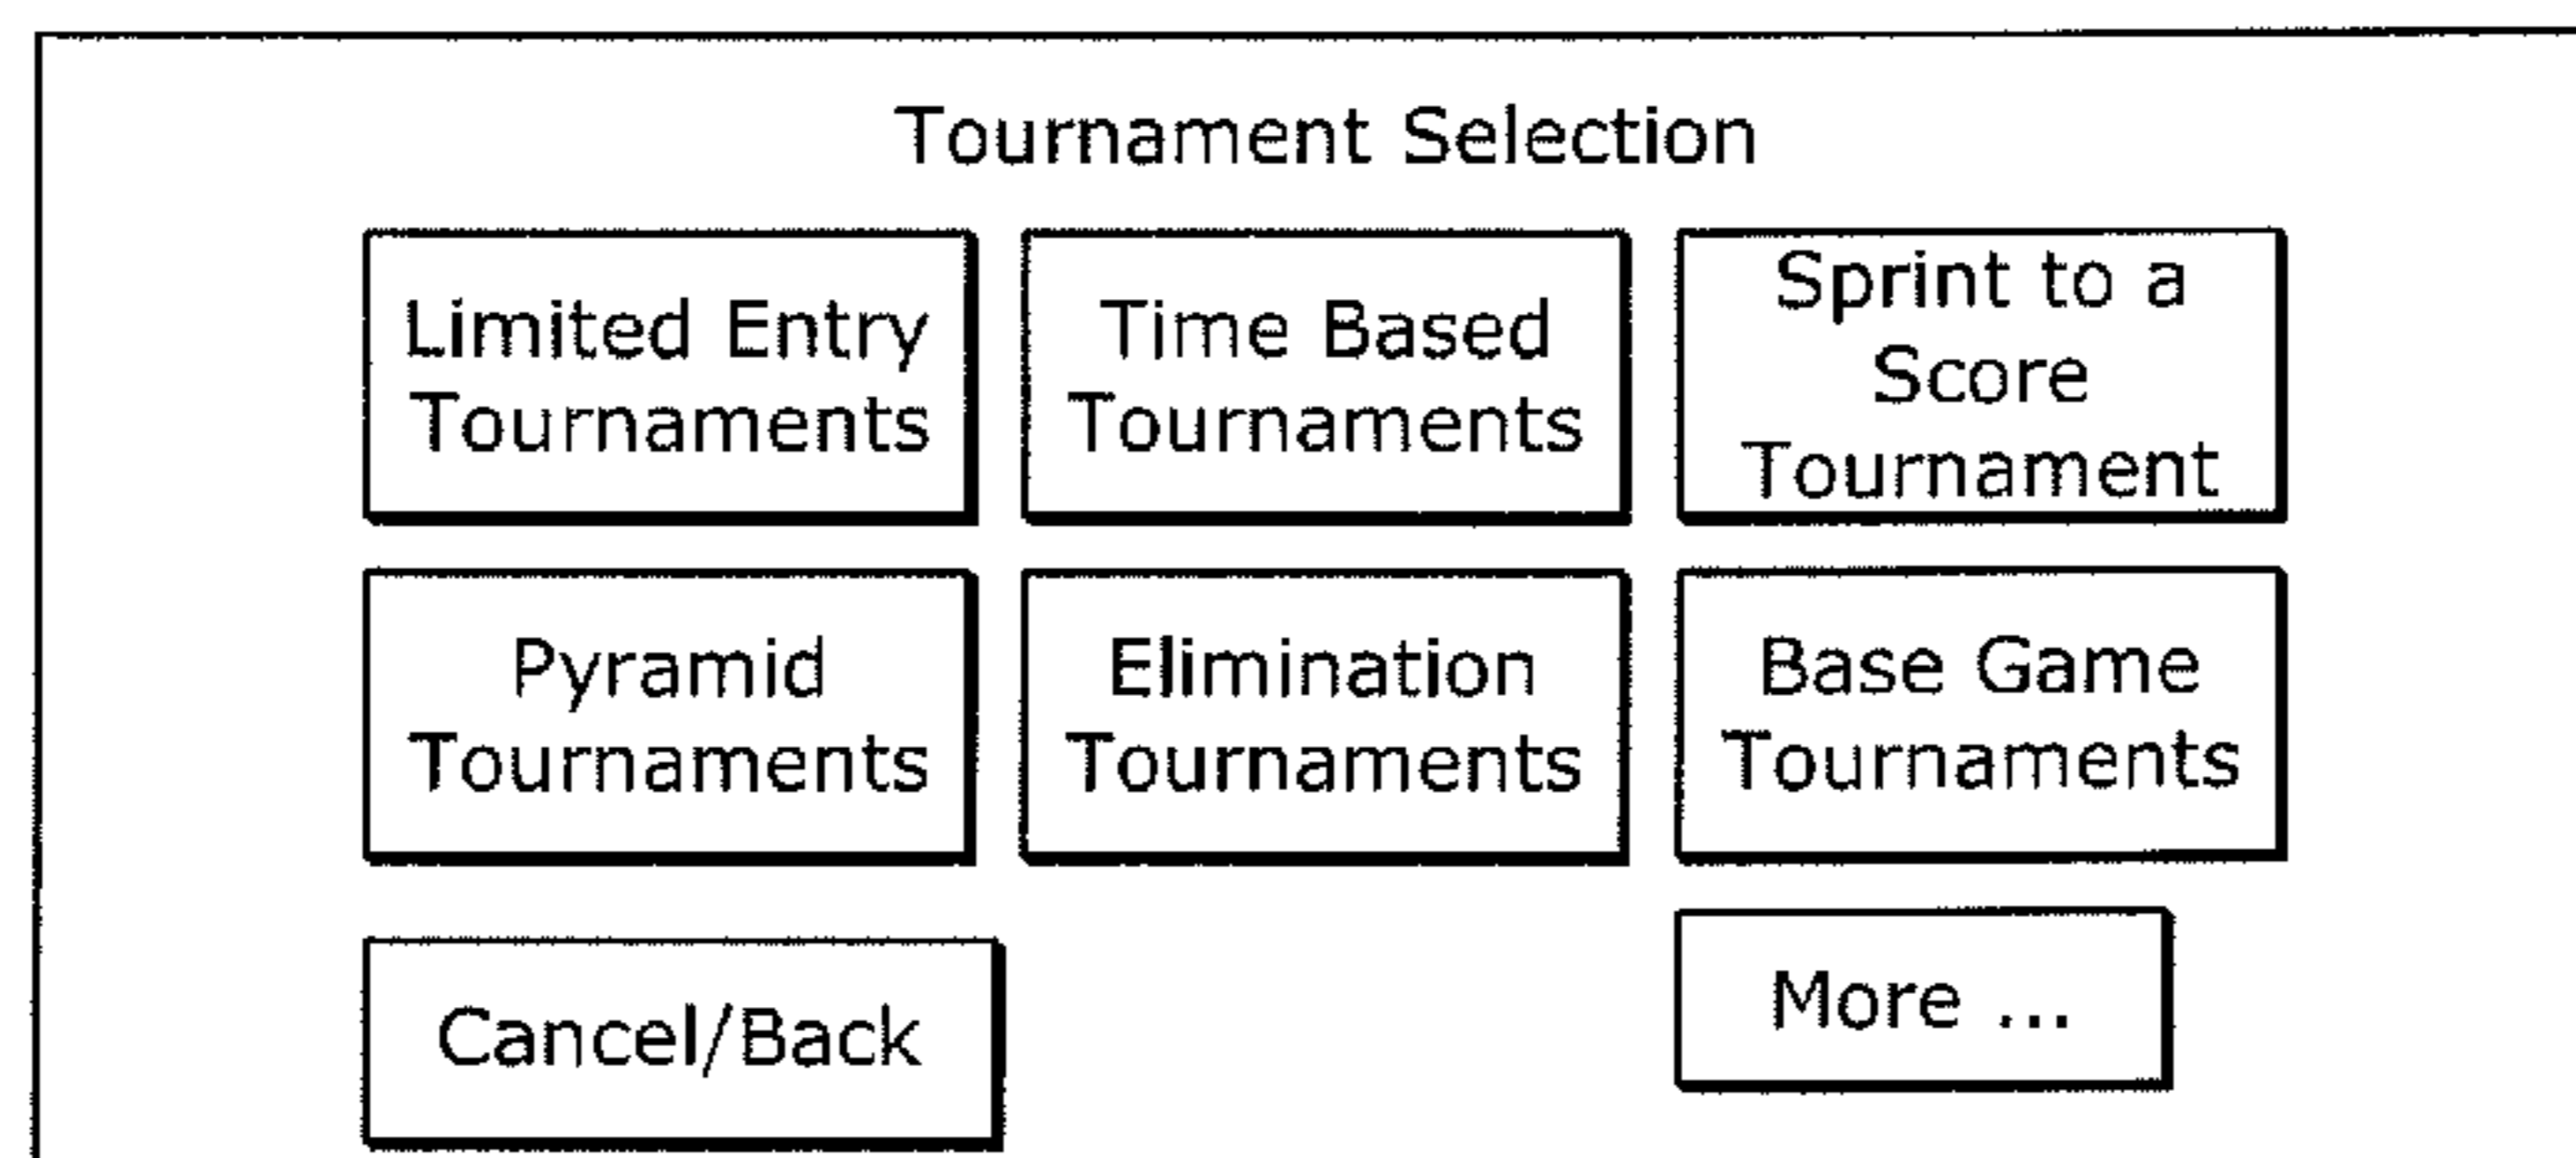 Tournament Selection
Limited Entry
Tournaments
Time Based
Tournaments
Sprint to a
Score
Tournament
Pyramid
Tournaments
Elimination
Tournaments
Base Game
Tournaments
Cancel/Back
More ...